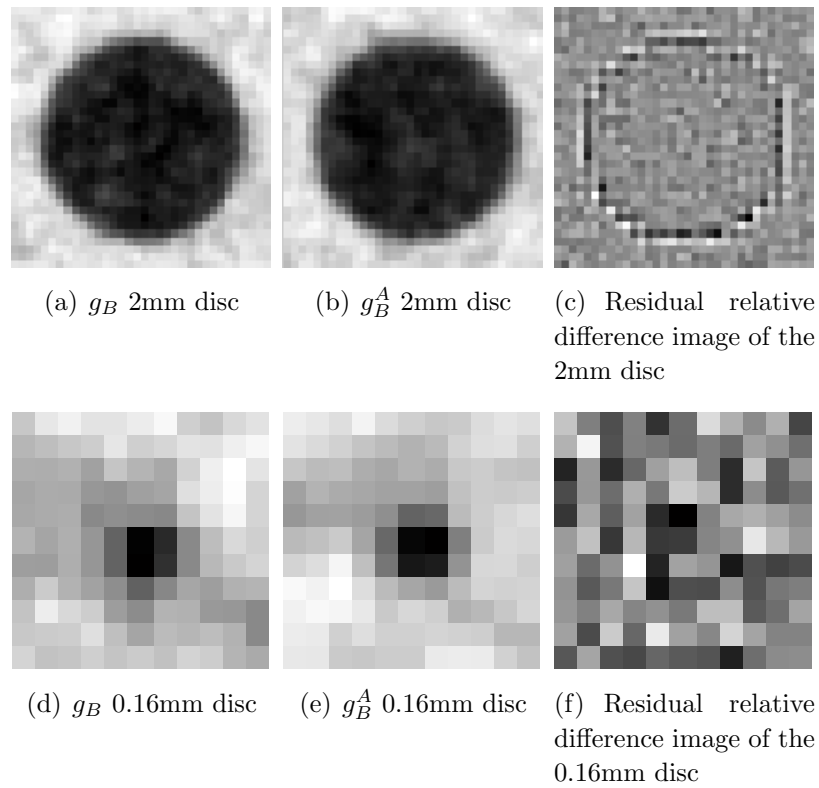 (a) g_B 2mm disc
(b) g_B^A 2mm disc
(c) Residual relative
difference image of the
2mm disc
(d) g_B 0.16mm disc
(e) g_B^A 0.16mm disc
(f) Residual relative
difference image of the
0.16mm disc